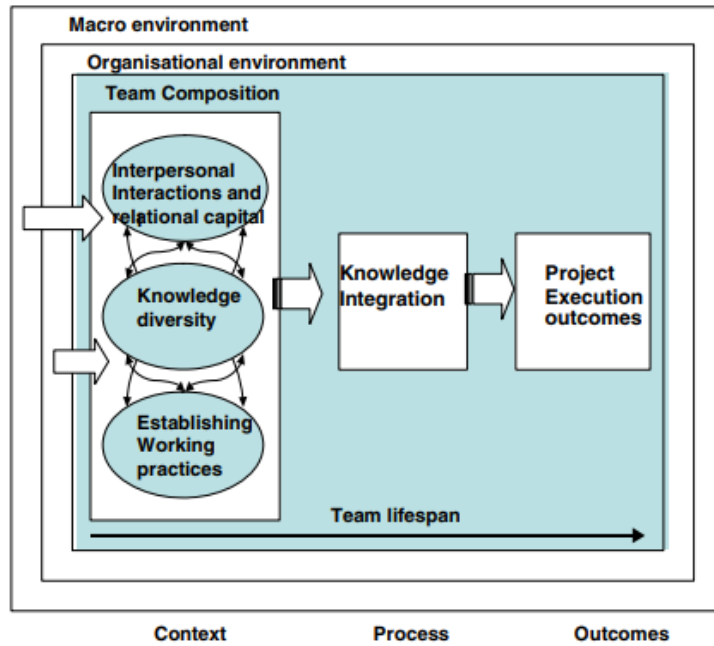 Macro environment
Organisational environment
Team Composition
Interpersonal
Interactions and
relational capital
Knowledge
diversity
Establishing
Working
practices
Knowledge
Integration
Project
Execution
outcomes
Team lifespan
Context
Process
Outcomes